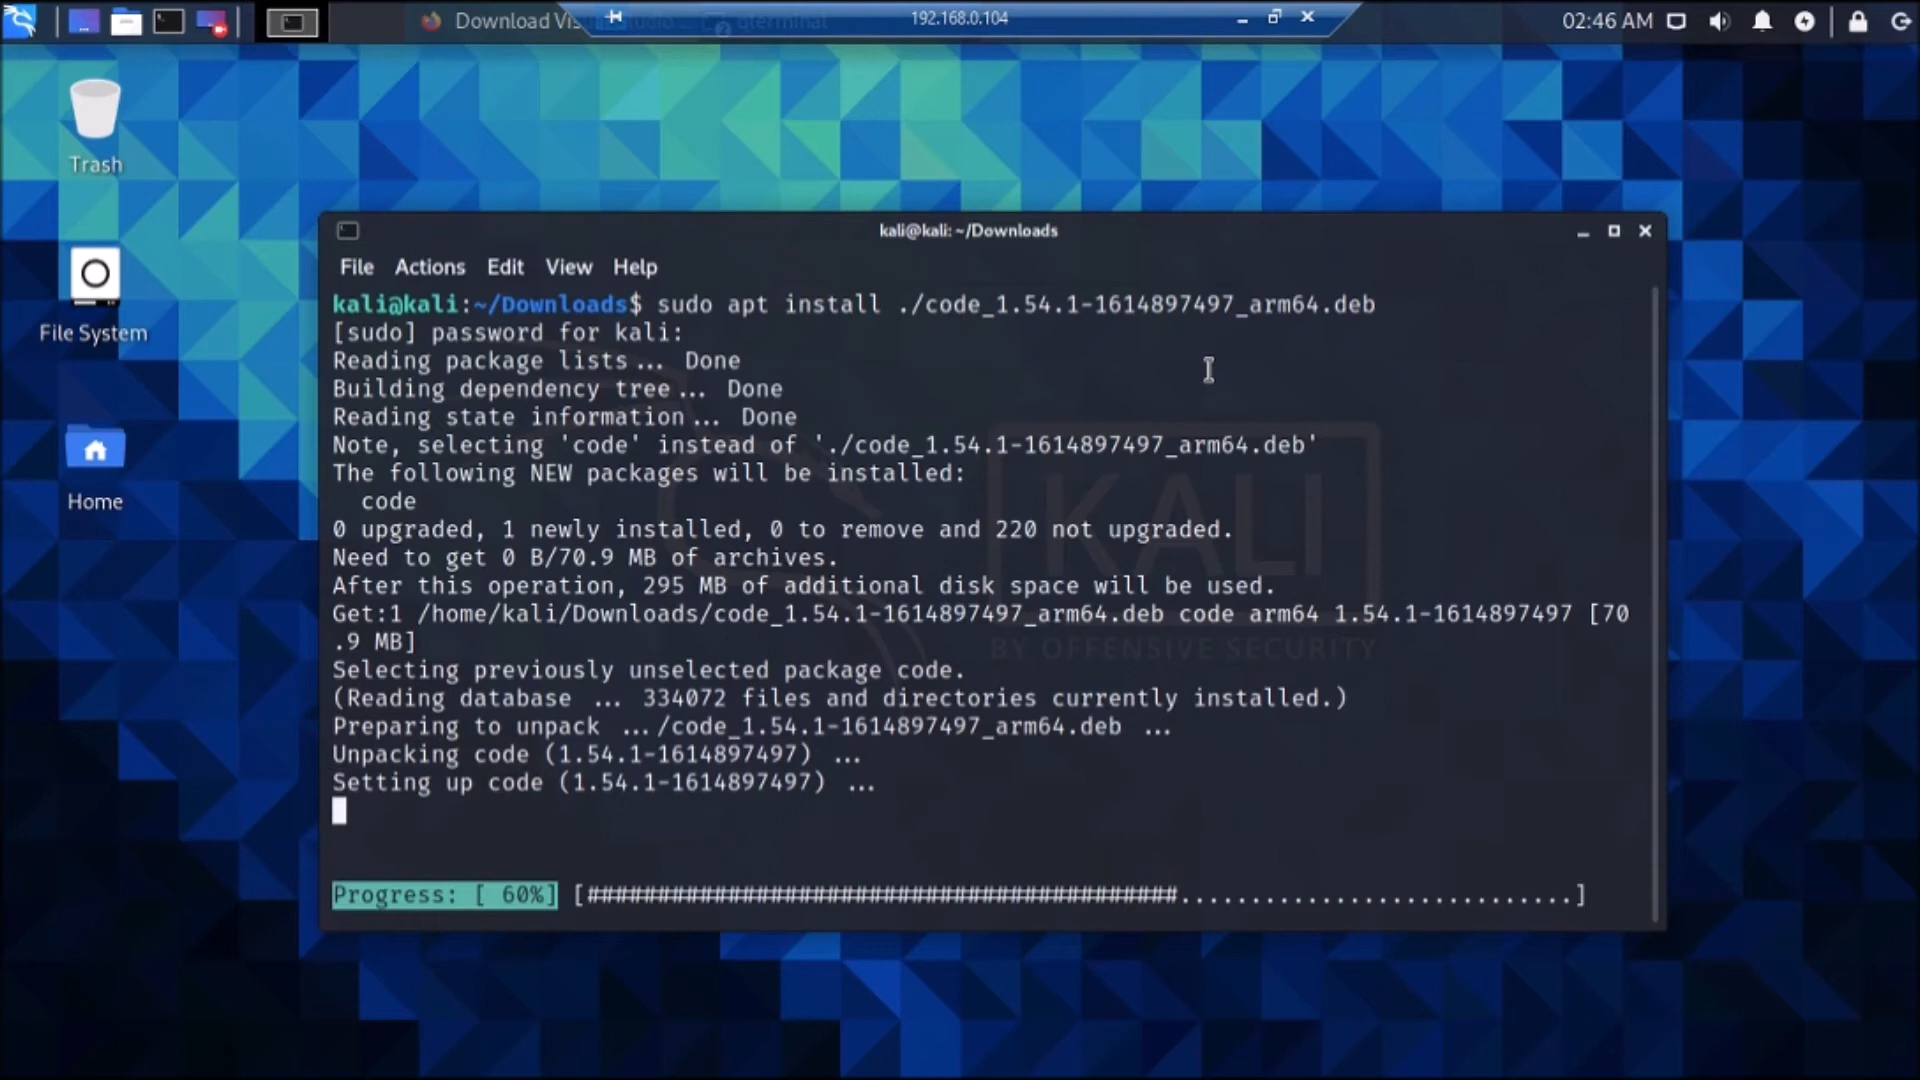 Download Vis
qterminal
192.168.0.104
02:46 AM
Trash
File System
Home
kali@kali: ~/Downloads
File Actions Edit View Help
kali@kali:~/Downloads$ sudo apt install ./code_1.54.1-1614897497_arm64.deb
[sudo] password for kali:
Reading package lists... Done
Building dependency tree... Done
Reading state information... Done
Note, selecting 'code' instead of './code_1.54.1-1614897497_arm64.deb'
The following NEW packages will be installed:
code
0 upgraded, 1 newly installed, 0 to remove and 220 not upgraded.
Need to get 0 B/70.9 MB of archives.
After this operation, 295 MB of additional disk space will be used.
Get:1 /home/kali/Downloads/code_1.54.1-1614897497_arm64.deb code arm64 1.54.1-1614897497 [70
.9 MB]
Selecting previously unselected package code.
(Reading database ... 334072 files and directories currently installed.)
Preparing to unpack .../code_1.54.1-1614897497_arm64.deb ...
Unpacking code (1.54.1-1614897497) ...
Setting up code (1.54.1-1614897497) ...
KALI
BY OFFENSIVE SECURITY
Progress: [ 60%] [##########################################............................]